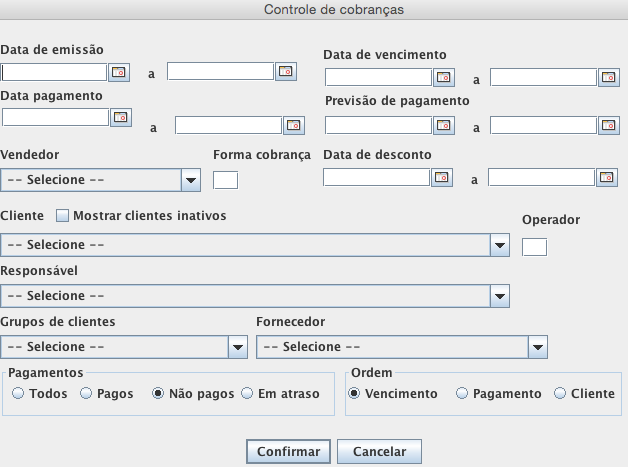 Controle de cobranças
Data de emissão
a
Data de vencimento
a
Data pagamento
a
Previsão de pagamento
a
Vendedor
-- Selecione --
Forma cobrança
Data de desconto
a
Cliente Mostrar clientes inativos
-- Selecione --
Operador
Responsável
-- Selecione --
Grupos de clientes
-- Selecione --
Fornecedor
-- Selecione --
Pagamentos
Todos Pagos Não pagos Em atraso
Ordem
Vencimento Pagamento Cliente
Confirmar Cancelar